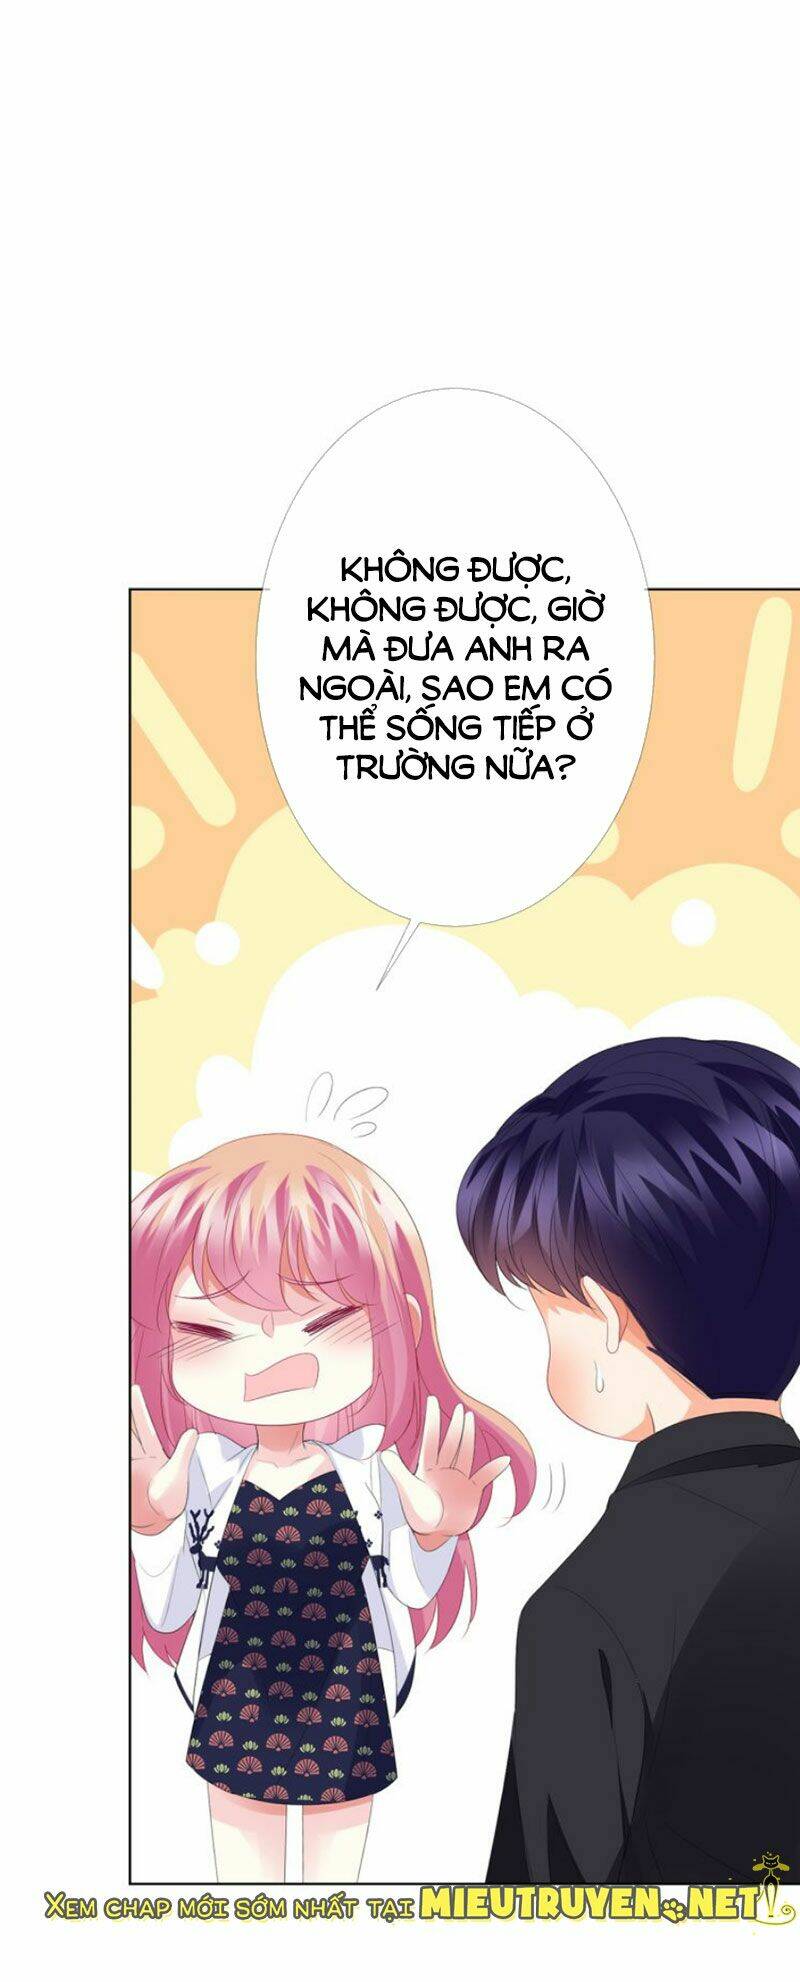 KHÔNG ĐƯỢC,
KHÔNG ĐƯỢC, GIỜ
MÀ ĐƯA ANH RA
NGOÀI, SAO EM CÓ
THỂ SỐNG TIẾP Ở
TRƯỜNG NỮA?
XEM CHAP MỚI SỚM NHẤT TẠI MIEUTRUYEN.NET